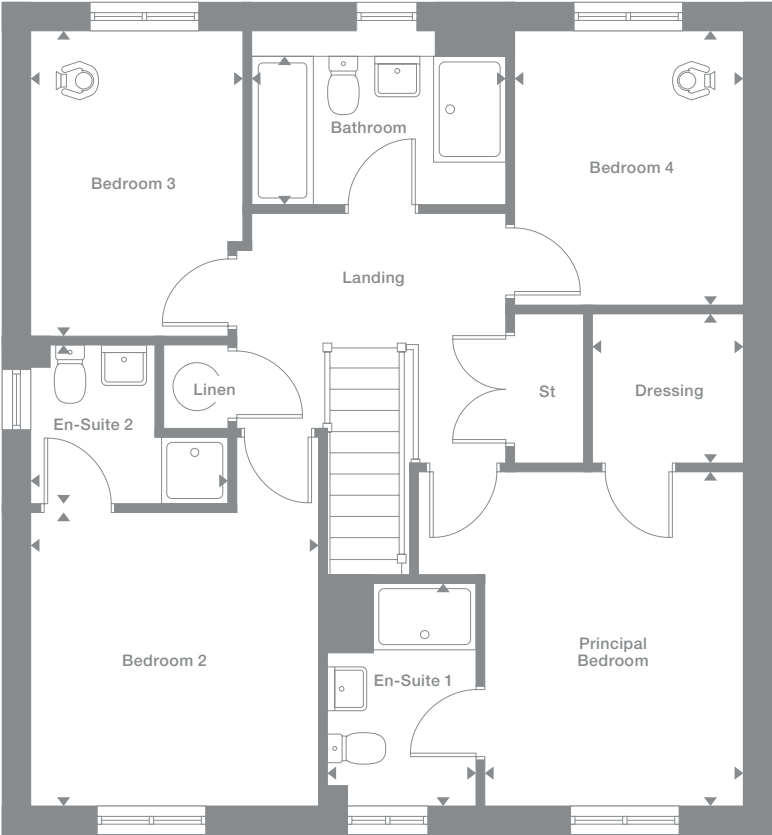 Bathroom
Bedroom 3
Bedroom 4
Landing
Linen
St
Dressing
En-Suite 2
Principal
Bedroom
Bedroom 2
En-Suite 1